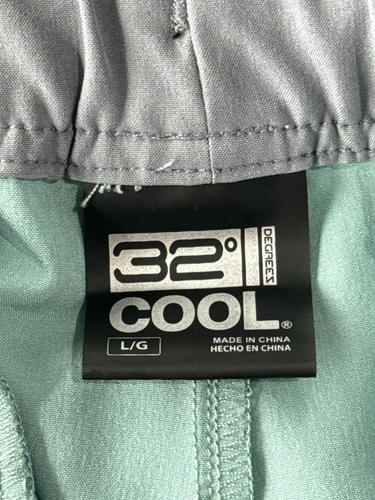 32° DEGREES
COOL®
L/G
MADE IN CHINA
HECHO EN CHINA